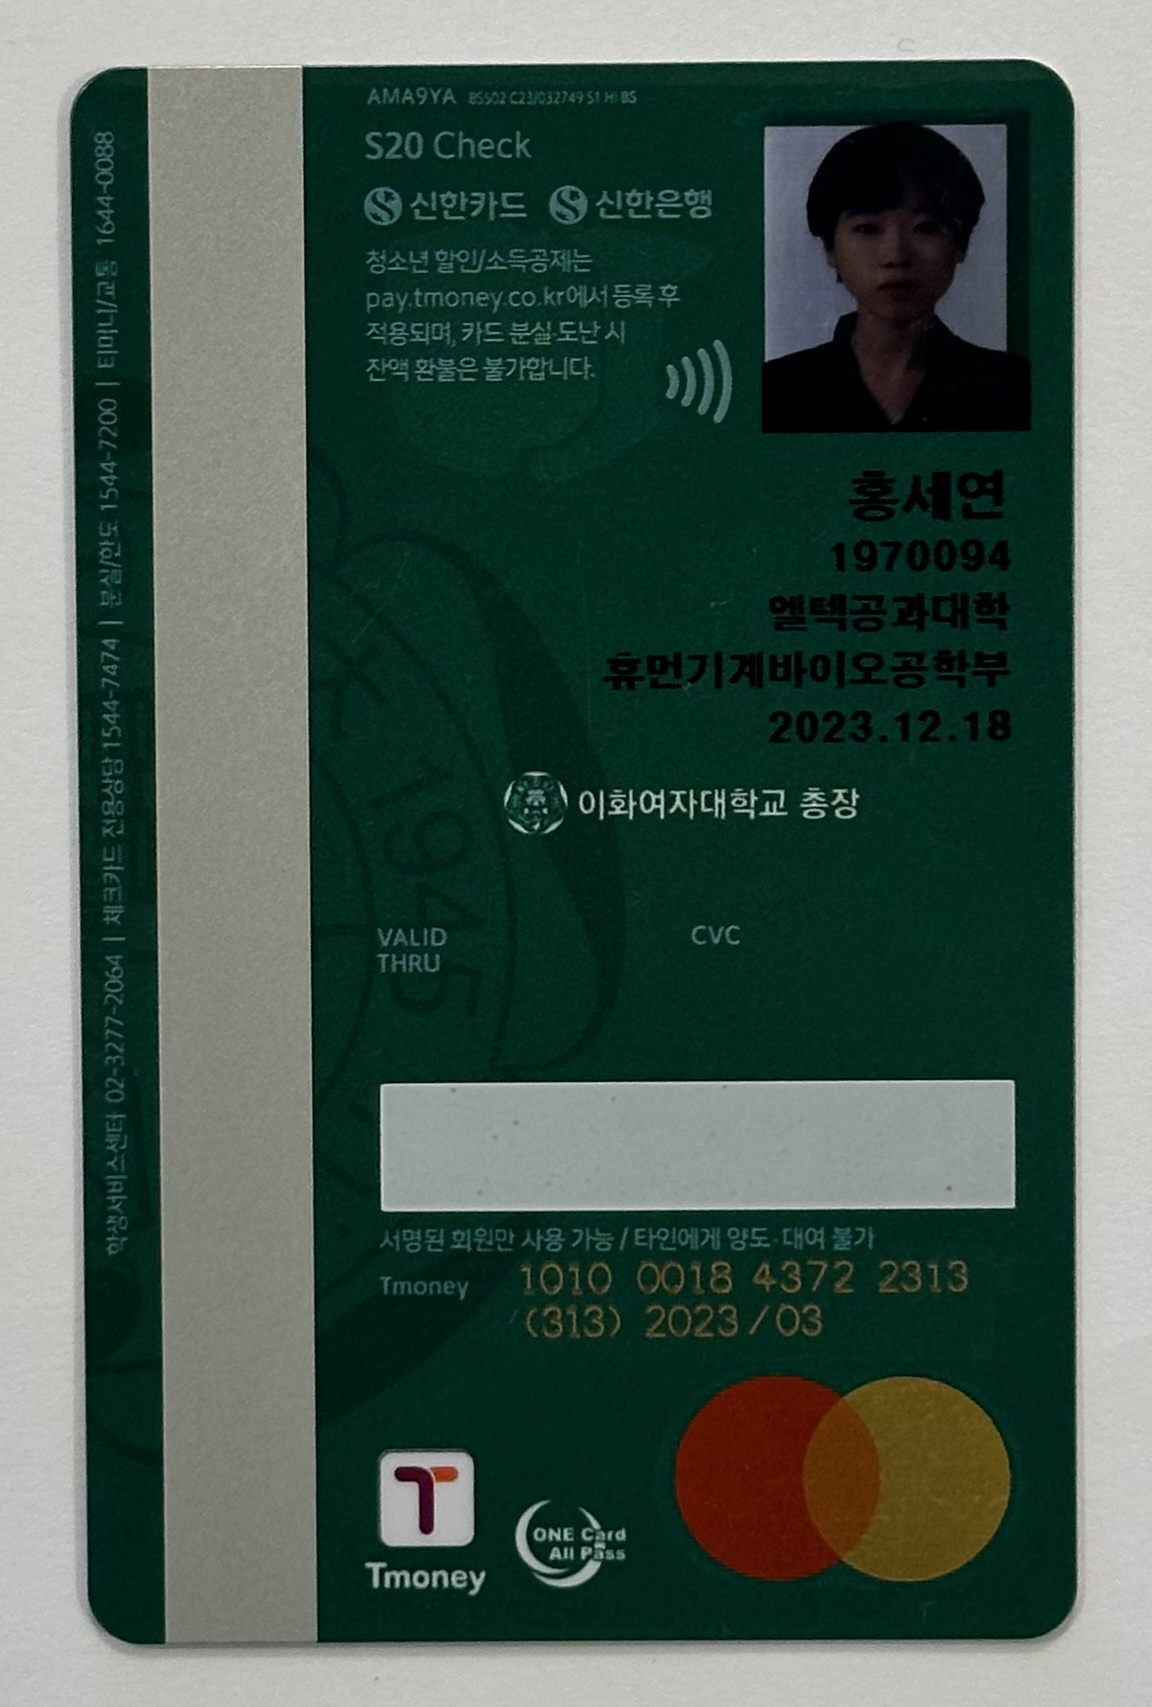 AMA9YA BS502 C23/032749 S1 HI BS
S20 Check
신한카드 신한은행
청소년 할인/소득공제는
pay.tmoney.co.kr에서 등록 후
적용되며, 카드 분실·도난 시
잔액 환불은 불가합니다.
홍세연
1970094
엘텍공과대학
휴먼기계바이오공학부
2023.12.18
이화여자대학교 총장
1945
VALID
THRU
CVC
서명된 회원만 사용 가능 / 타인에게 양도·대여 불가
Tmoney 1010 0018 4372 2313
(313) 2023/03
Tmoney
ONE Card
All Pass
학생서비스센터 02-3277-2064 | 체크카드 전용상담 1544-7474 | 분실/한도 1544-7200 | 티머니/교통 1644-0088